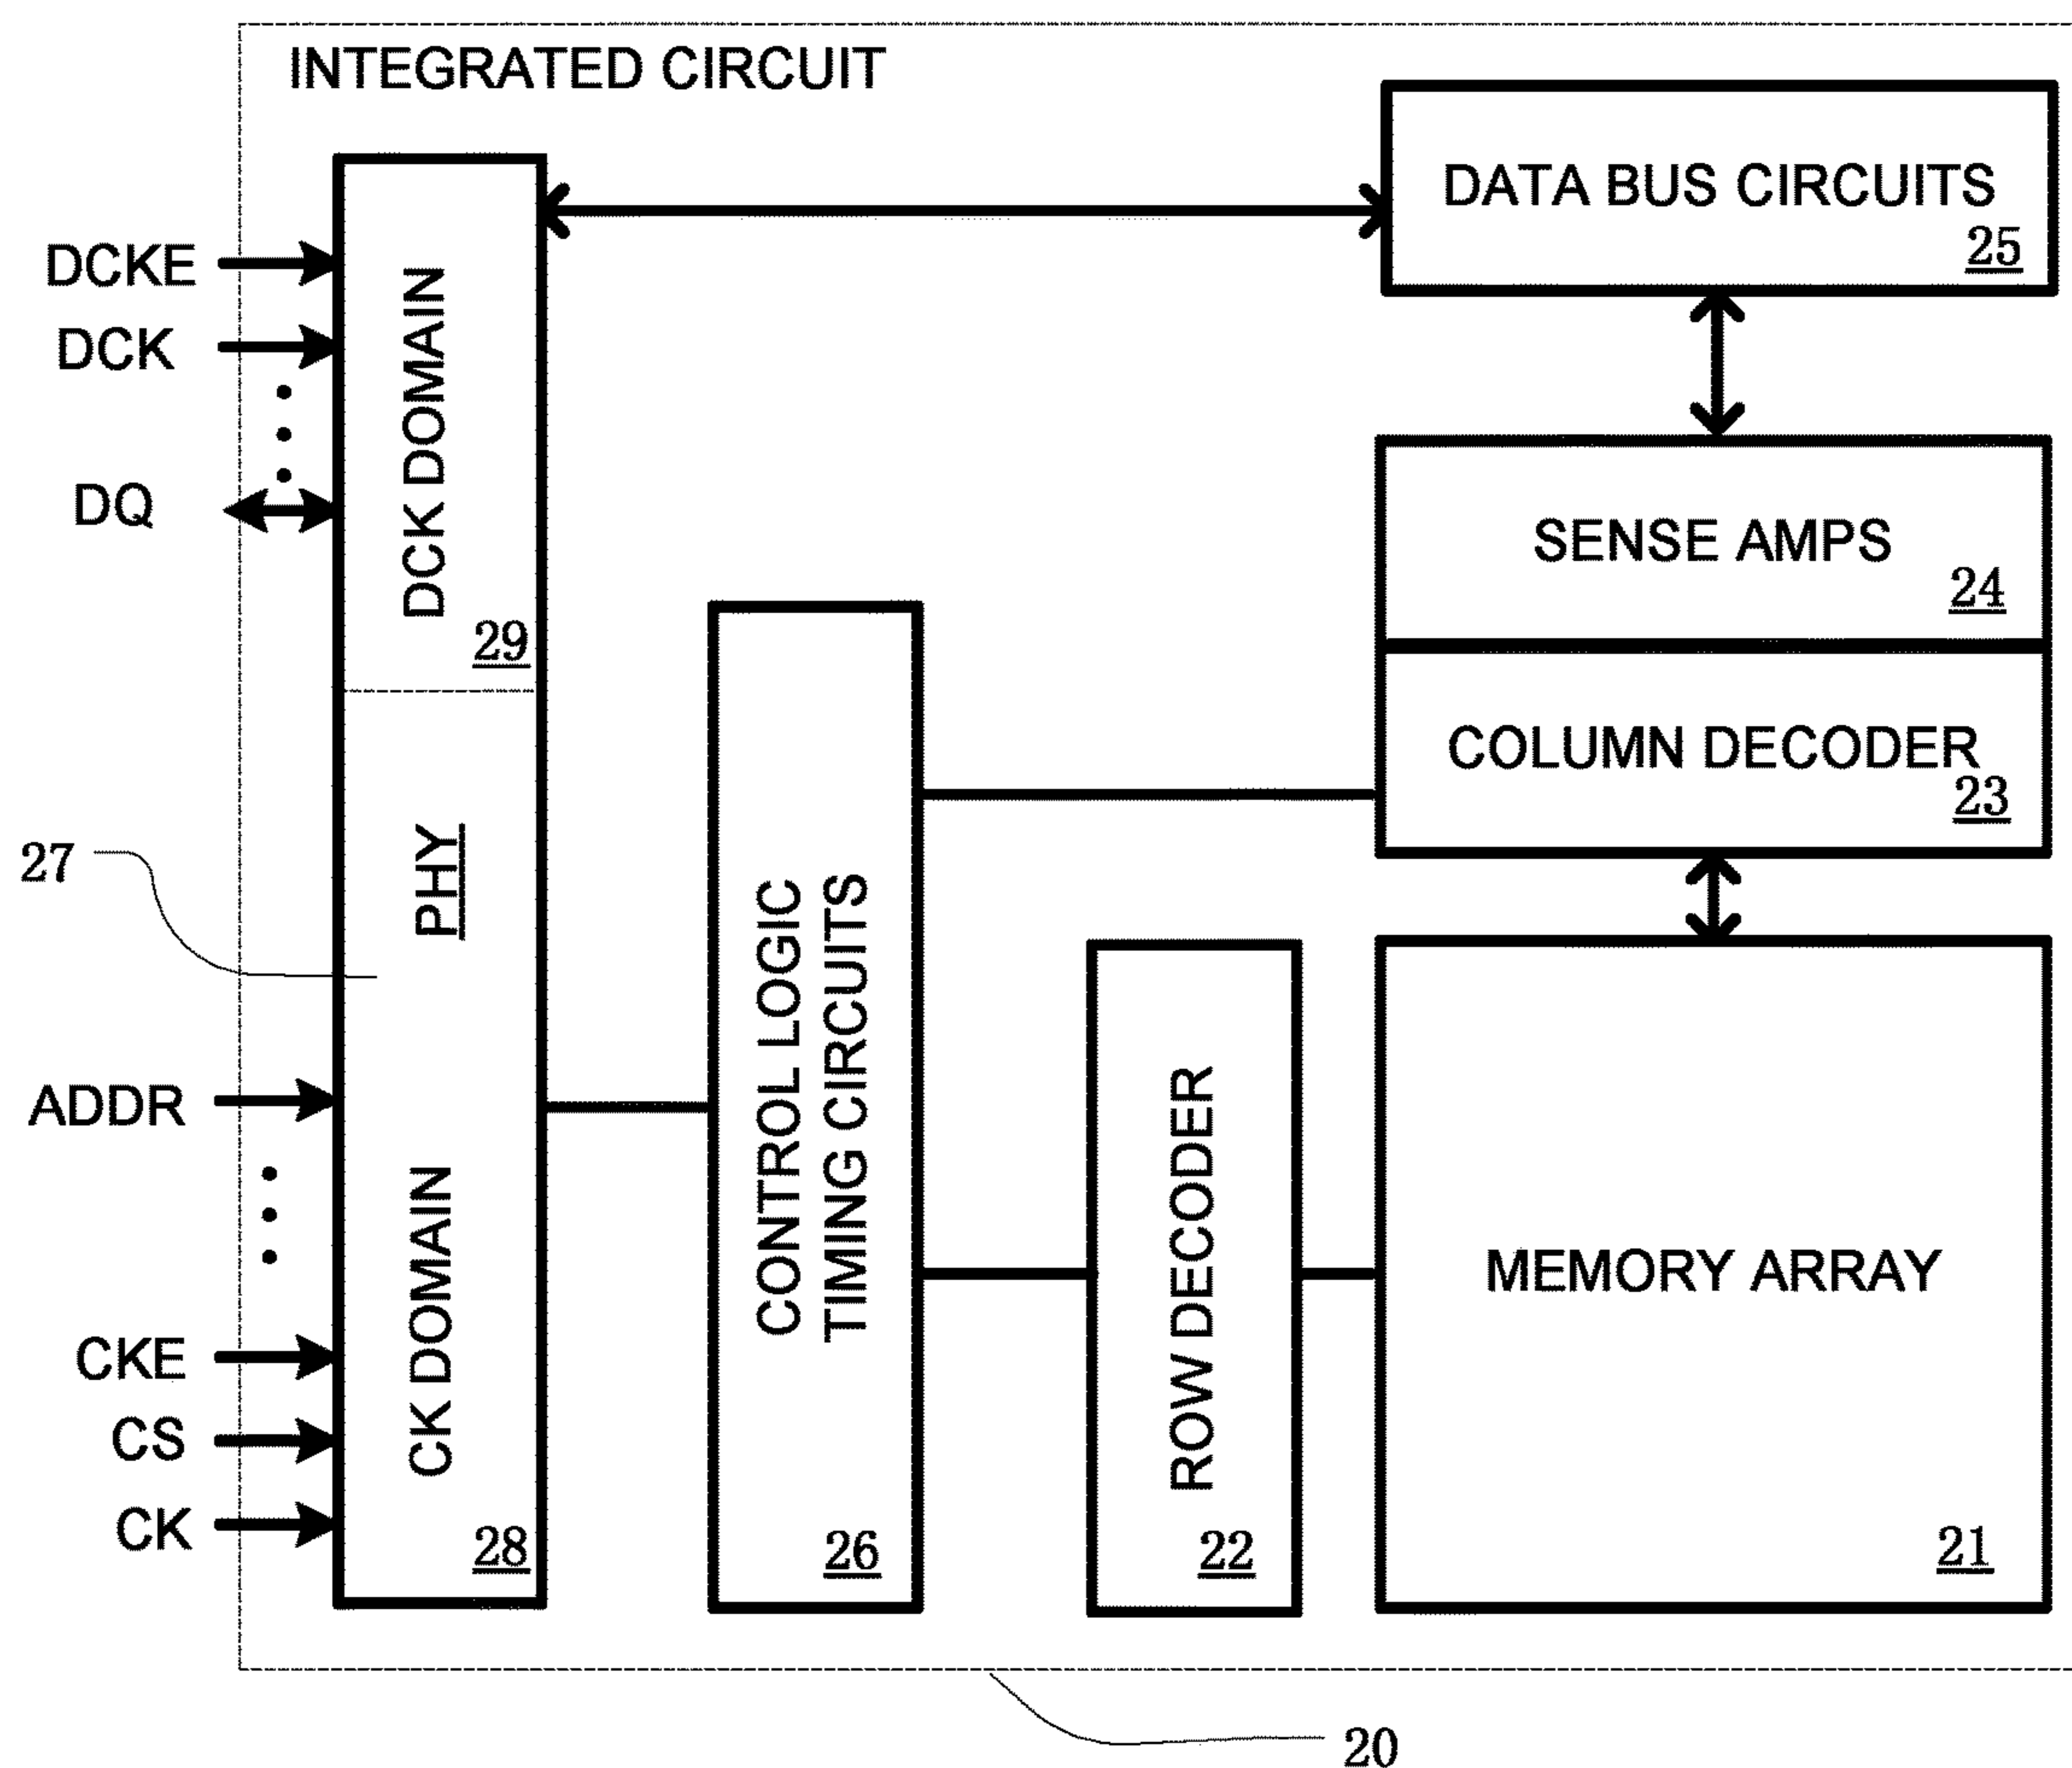 INTEGRATED CIRCUIT
DATA BUS CIRCUITS
25
DCKE
DCK
DQ
DCK DOMAIN
29
SENSE AMPS
24
COLUMN DECODER
23
27
PHY
ADDR
CKE
CS
CK
CK DOMAIN
28
CONTROL LOGIC
TIMING CIRCUITS
26
ROW DECODER
22
MEMORY ARRAY
21
20